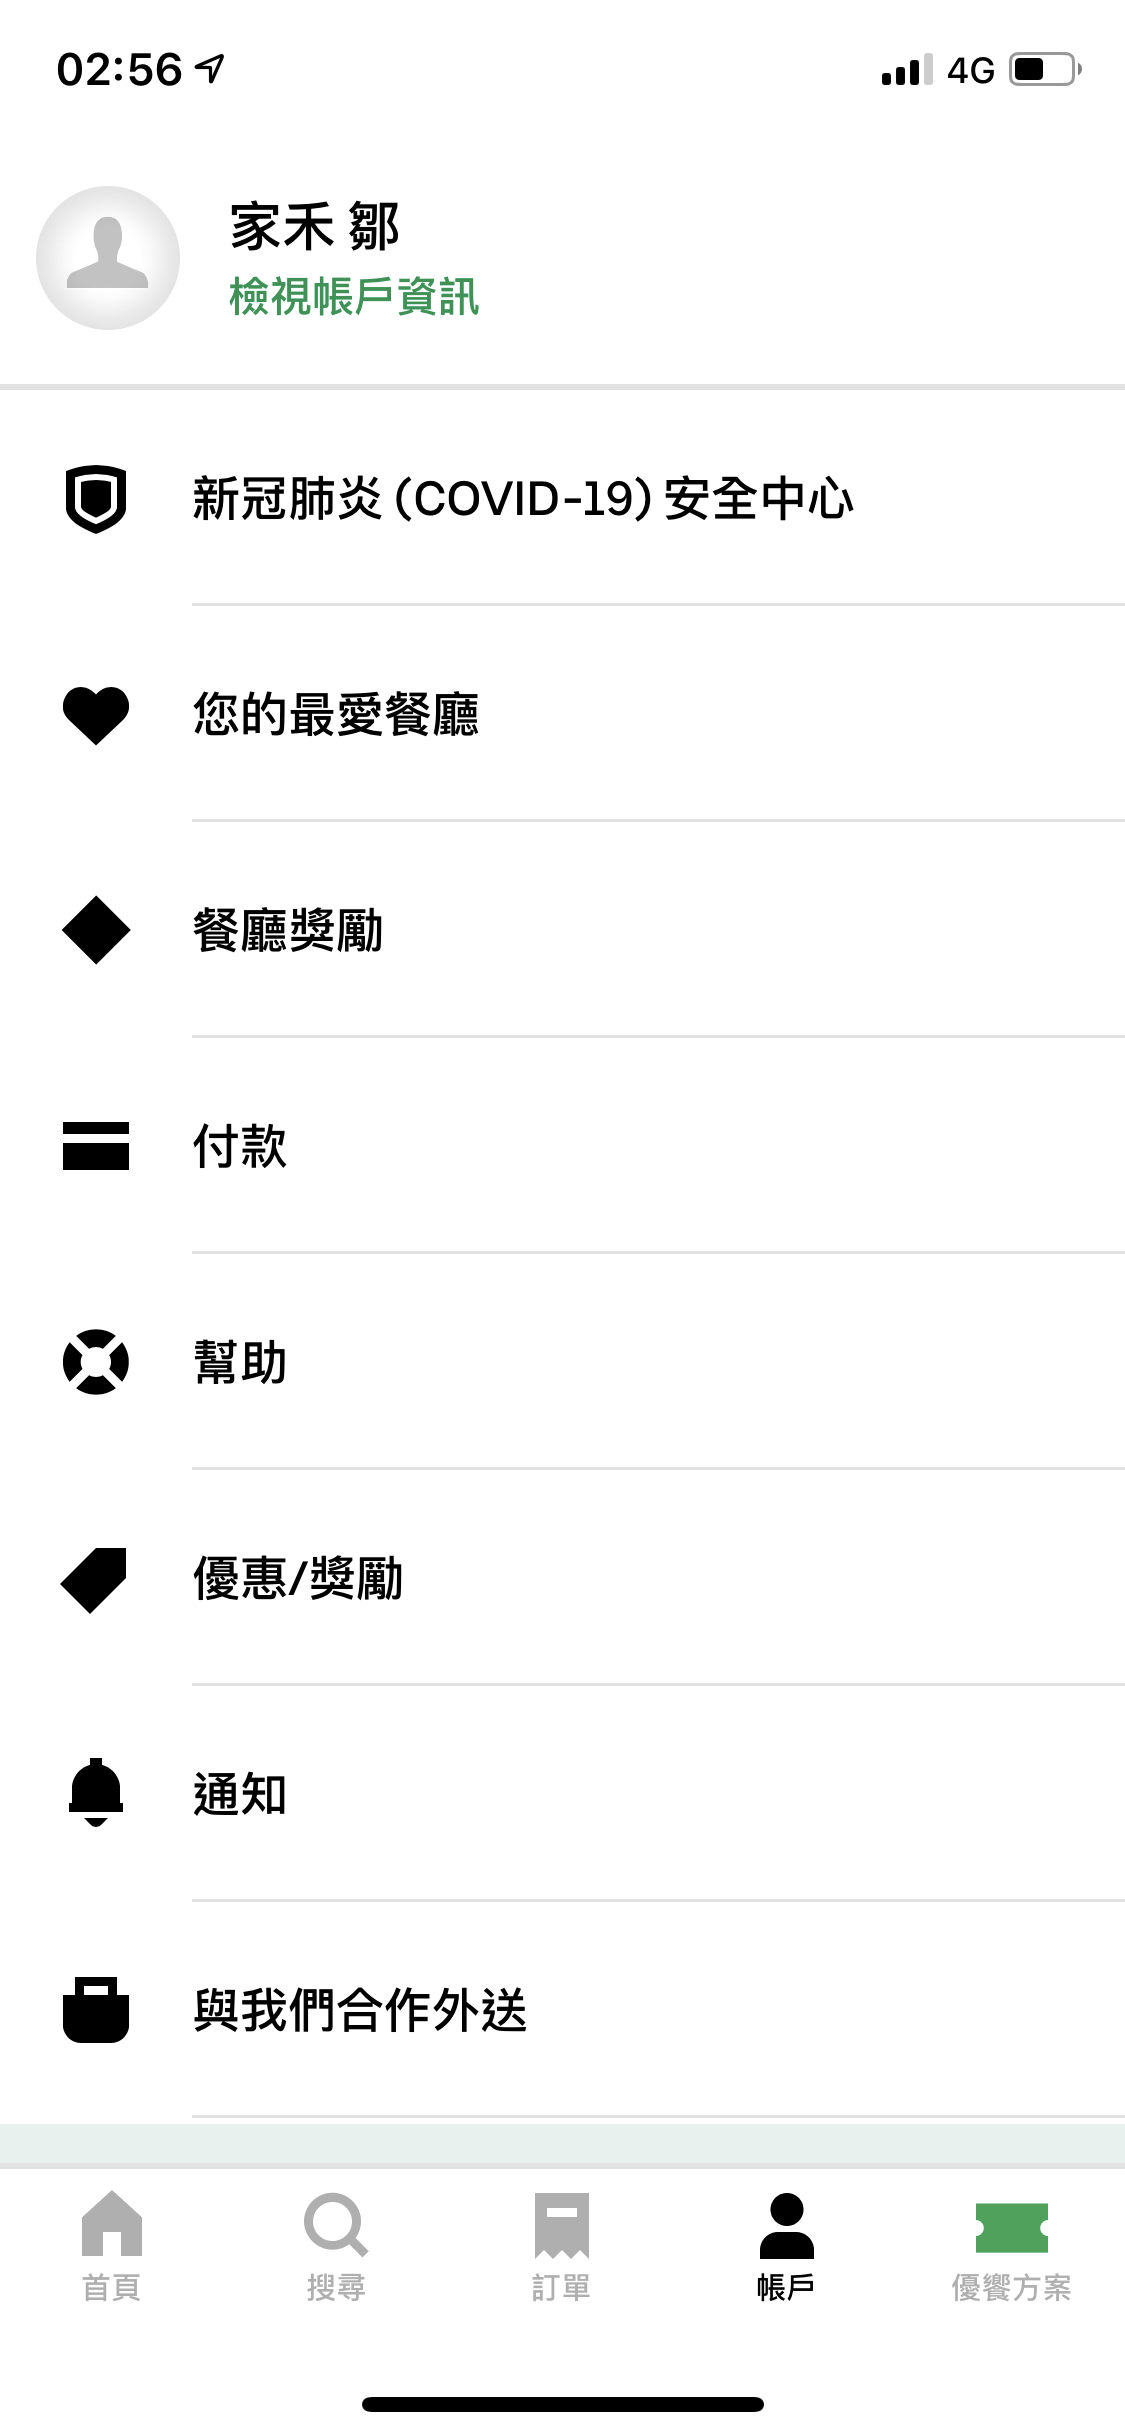 02:56
4G
家禾 鄒
檢視帳戶資訊
新冠肺炎 (COVID-19) 安全中心
您的最愛餐廳
餐廳獎勵
付款
幫助
優惠/獎勵
通知
與我們合作外送
首頁
搜尋
訂單
帳戶
優饗方案